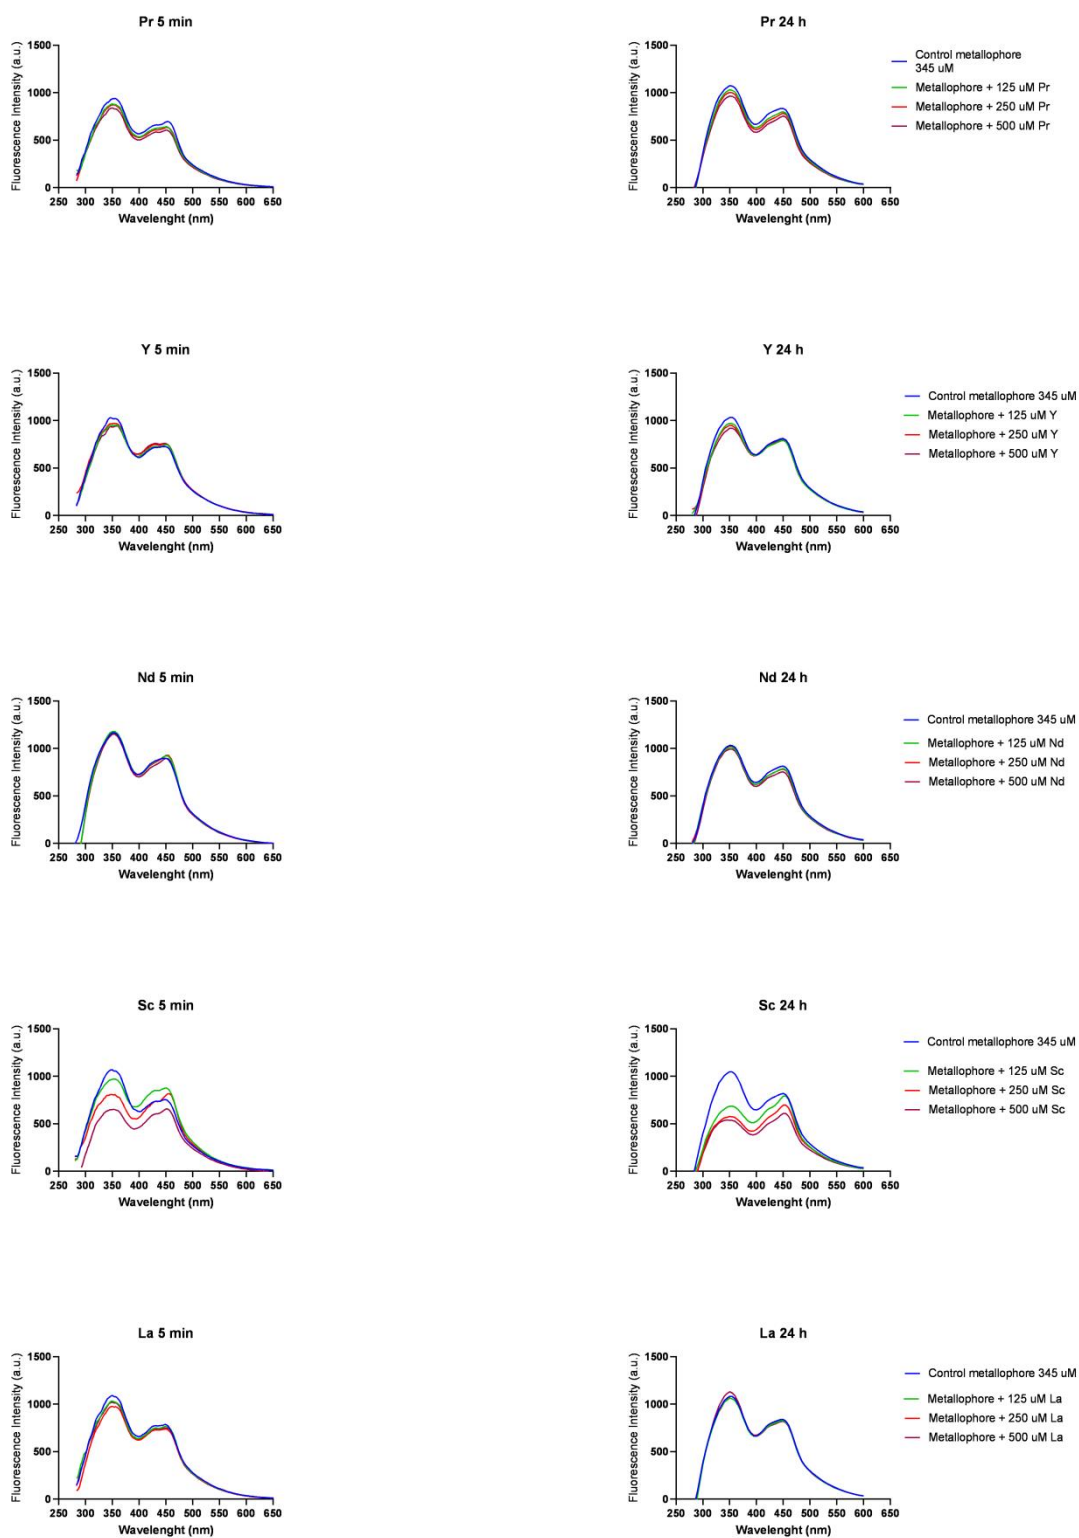 Pr 5 min
Fluorescence Intensity (a.u.)
1500
1000
500
0
250 300 350 400 450 500 550 600 650
Wavelenght (nm)
Pr 24 h
Fluorescence Intensity (a.u.)
1500
1000
500
0
250 300 350 400 450 500 550 600 650
Wavelenght (nm)
Control metallophore
345 uM
Metallophore + 125 uM Pr
Metallophore + 250 uM Pr
Metallophore + 500 uM Pr
Y 5 min
Fluorescence Intensity (a.u.)
1500
1000
500
0
250 300 350 400 450 500 550 600 650
Wavelenght (nm)
Y 24 h
Fluorescence Intensity (a.u.)
1500
1000
500
0
250 300 350 400 450 500 550 600 650
Wavelenght (nm)
Control metallophore 345 uM
Metallophore + 125 uM Y
Metallophore + 250 uM Y
Metallophore + 500 uM Y
Nd 5 min
Fluorescence Intensity (a.u.)
1500
1000
500
0
250 300 350 400 450 500 550 600 650
Wavelenght (nm)
Nd 24 h
Fluorescence Intensity (a.u.)
1500
1000
500
0
250 300 350 400 450 500 550 600 650
Wavelenght (nm)
Control metallophore 345 uM
Metallophore + 125 uM Nd
Metallophore + 250 uM Nd
Metallophore + 500 uM Nd
Sc 5 min
Fluorescence Intensity (a.u.)
1500
1000
500
0
250 300 350 400 450 500 550 600 650
Wavelenght (nm)
Sc 24 h
Fluorescence Intensity (a.u.)
1500
1000
500
0
250 300 350 400 450 500 550 600 650
Wavelenght (nm)
Control metallophore 345 uM
Metallophore + 125 uM Sc
Metallophore + 250 uM Sc
Metallophore + 500 uM Sc
La 5 min
Fluorescence Intensity (a.u.)
1500
1000
500
0
250 300 350 400 450 500 550 600 650
Wavelenght (nm)
La 24 h
Fluorescence Intensity (a.u.)
1500
1000
500
0
250 300 350 400 450 500 550 600 650
Wavelenght (nm)
Control metallophore 345 uM
Metallophore + 125 uM La
Metallophore + 250 uM La
Metallophore + 500 uM La